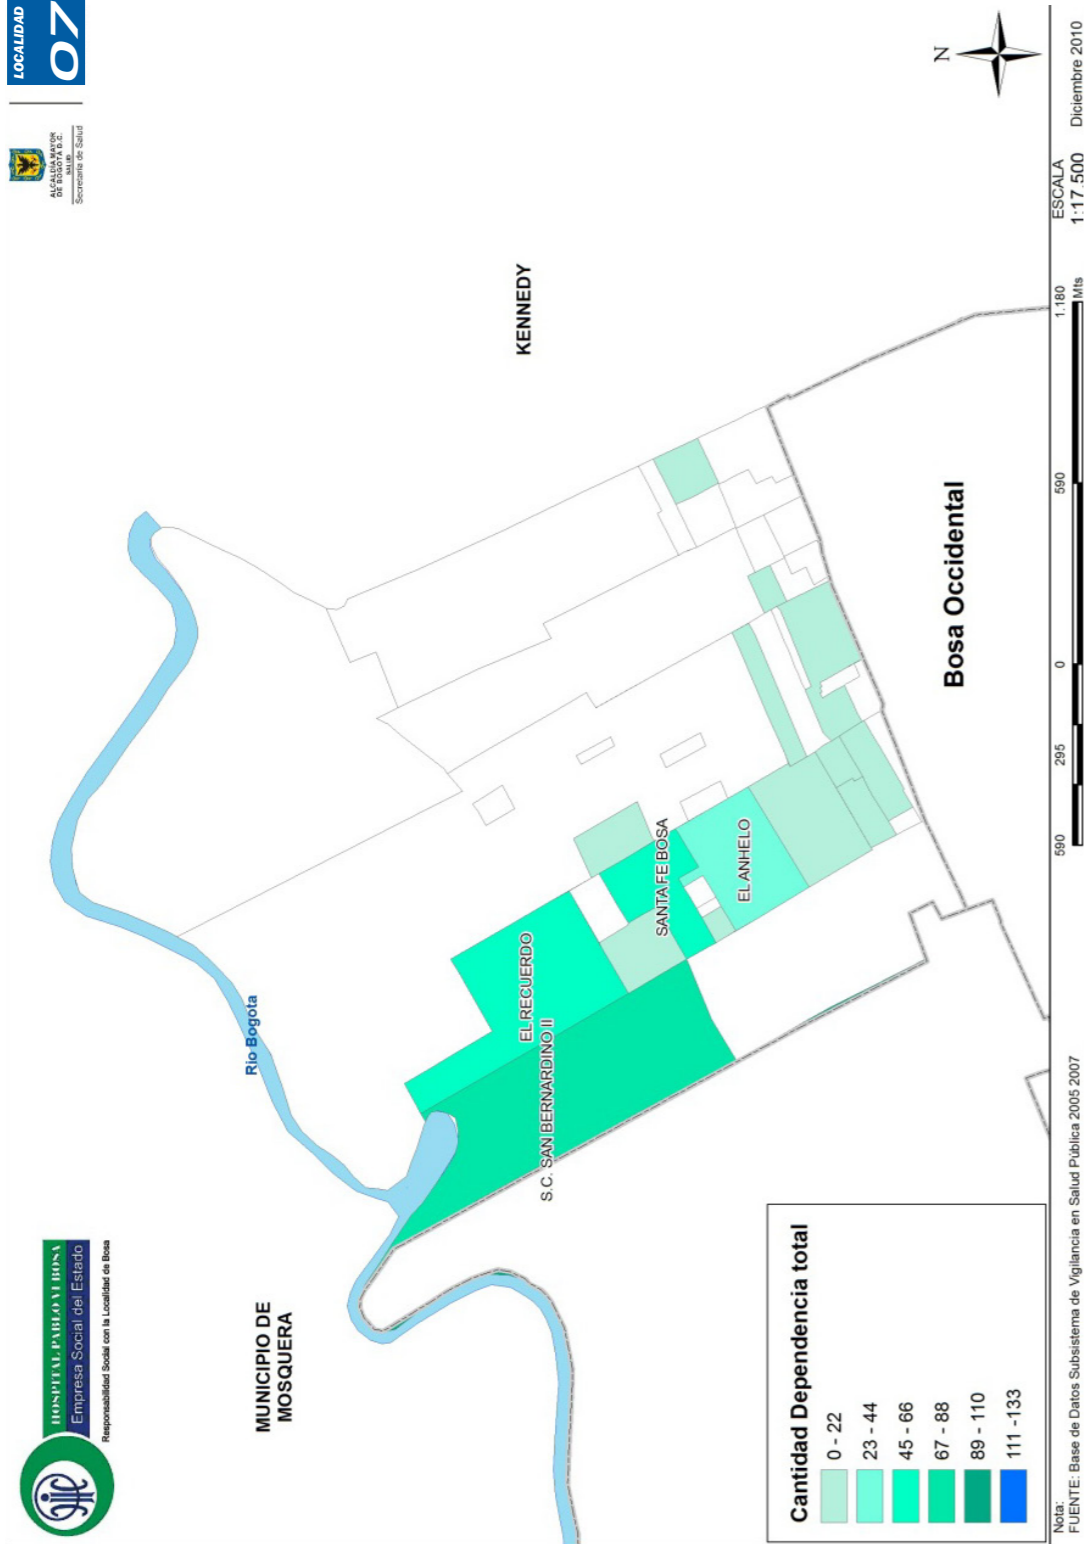 HOSPITAL PABLO VI BOSA
Empresa Social del Estado
Responsabilidad Social con la Localidad de Bosa
ALCALDÍA MAYOR
DE BOGOTÁ D.C.
SALUD
Secretaría de Salud
LOCALIDAD
07
MUNICIPIO DE
MOSQUERA
Rio Bogota
KENNEDY
N
EL RECUERDO
S.C. SAN BERNARDINO II
SANTA FE BOSA
EL ANHELO
Bosa Occidental
Cantidad Dependencia total
0 - 22
23 - 44
45 - 66
67 - 88
89 - 110
111 -133
Nota:
FUENTE: Base de Datos Subsistema de Vigilancia en Salud Pública 2005 2007
590 295 0 590 1.180
Mts
ESCALA
1:17.500
Diciembre 2010